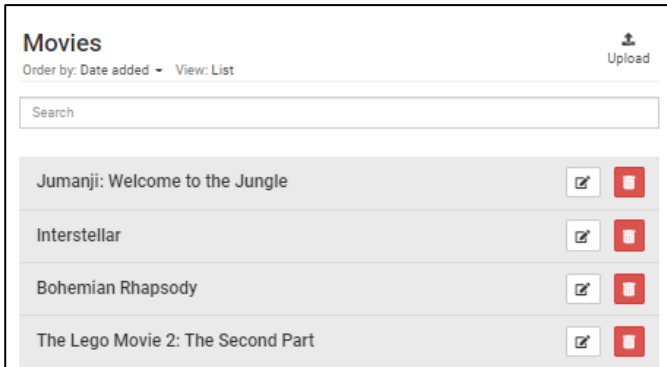 Movies
Upload
Order by: Date added View: List
Search
Jumanji: Welcome to the Jungle
Interstellar
Bohemian Rhapsody
The Lego Movie 2: The Second Part